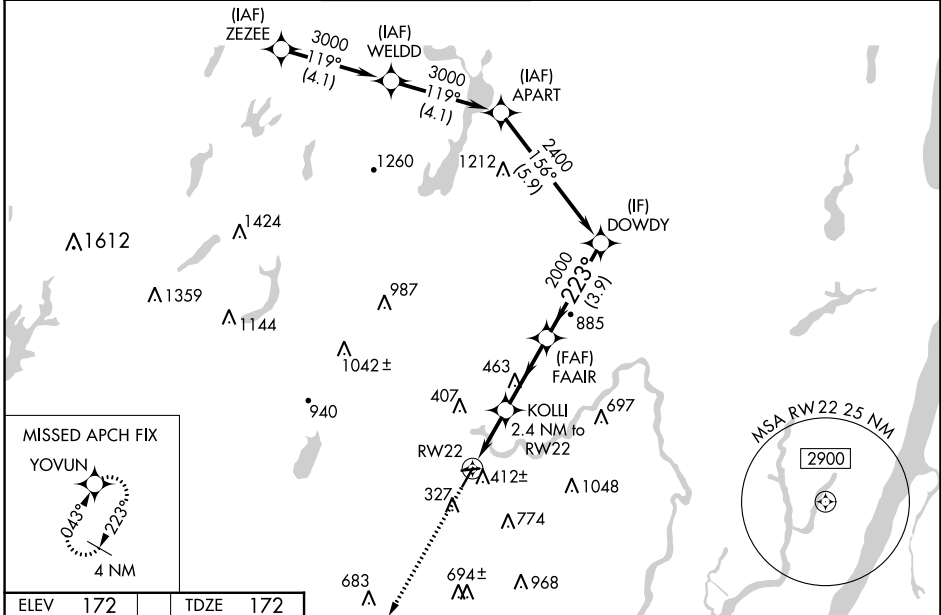 (IAF)
ZEZEE
3000
119°
(4.1)
(IAF)
WELDD
3000
119°
(4.1)
(IAF)
APART
2400
156°
(5.9)
1260
1212
(IF)
DOWDY
1424
1612
2000
223°
(3.9)
1359
987
1144
885
1042±
(FAF)
FAAIR
463
940
407
KOLLI
2.4 NM to
RW22
697
MSA RW22 25 NM
2900
MISSED APCH FIX
YOVUN
043°
223°
4 NM
RW22
412±
1048
327
774
683
694±
968
ELEV 172
TDZE 172